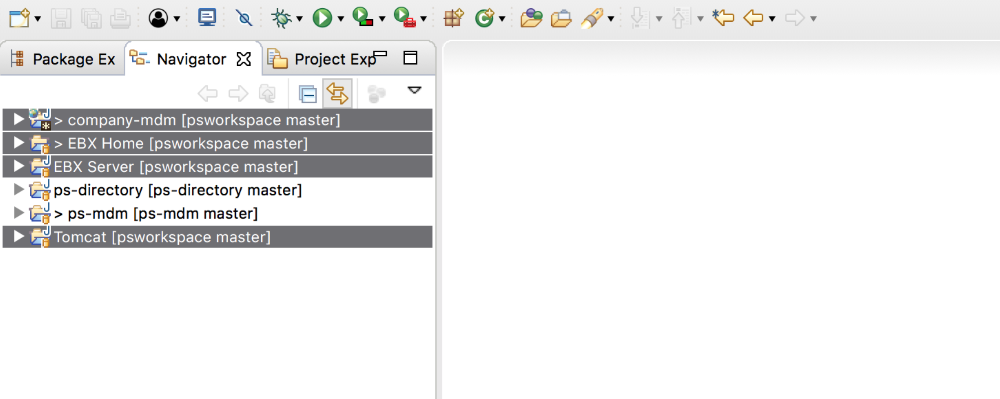 Package Ex
Navigator
Project Exp
> company-mdm [psworkspace master]
> EBX Home [psworkspace master]
EBX Server [psworkspace master]
ps-directory [ps-directory master]
> ps-mdm [ps-mdm master]
Tomcat [psworkspace master]